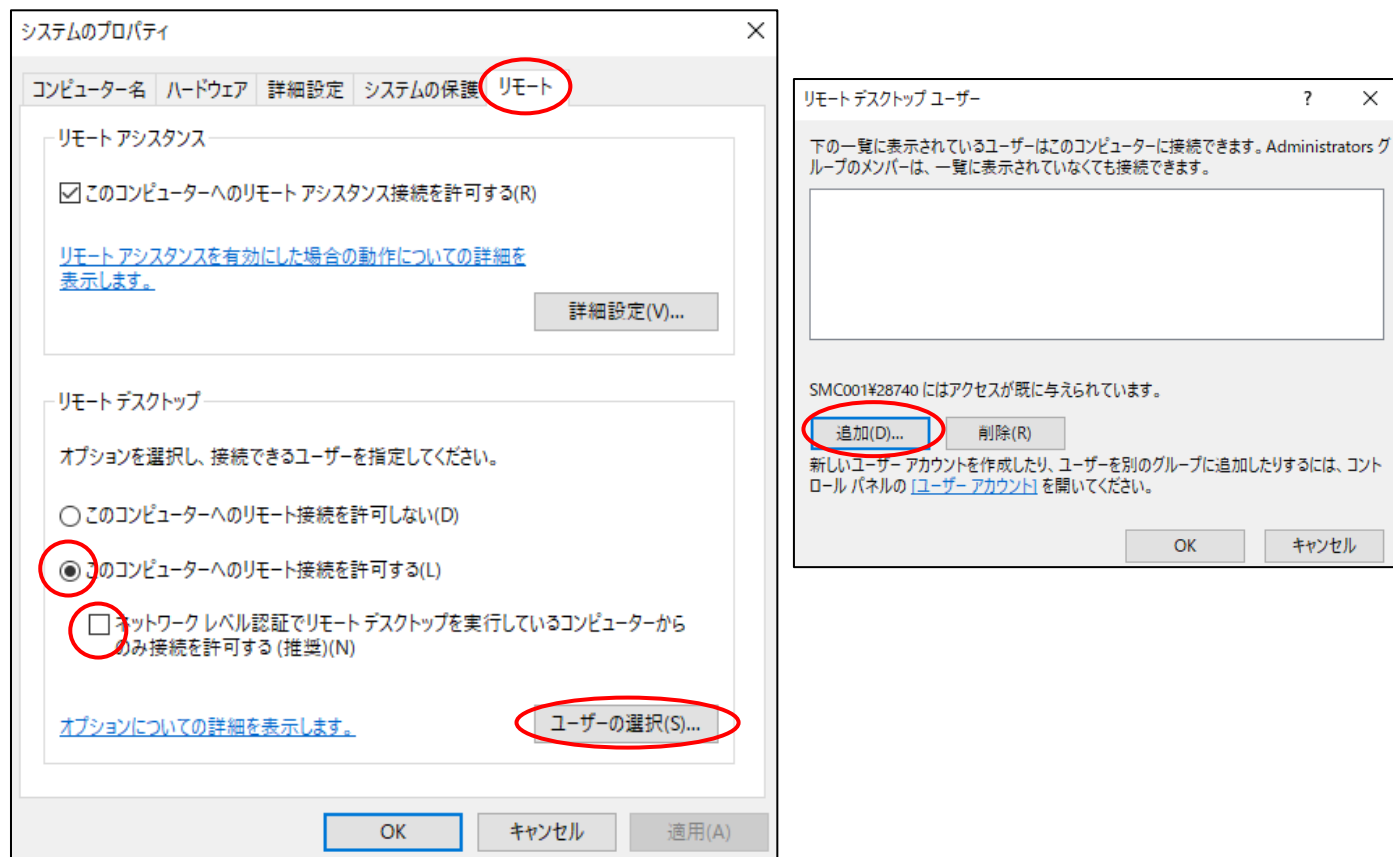 システムのプロパティ
コンピューター名 ハードウェア 詳細設定 システムの保護 リモート
リモート アシスタンス
このコンピューターへのリモート アシスタンス接続を許可する(R)
リモート アシスタンスを有効にした場合の動作についての詳細を
表示します。
詳細設定(V)...
リモート デスクトップ
オプションを選択し、接続できるユーザーを指定してください。
このコンピューターへのリモート接続を許可しない(D)
このコンピューターへのリモート接続を許可する(L)
ネットワーク レベル認証でリモート デスクトップを実行しているコンピューターから
のみ接続を許可する (推奨)(N)
オプションについての詳細を表示します。
ユーザーの選択(S)...
OK キャンセル 適用(A)
リモート デスクトップ ユーザー ?
下の一覧に表示されているユーザーはこのコンピューターに接続できます。Administrators グ
ループのメンバーは、一覧に表示されていなくても接続できます。
SMC001¥28740 にはアクセスが既に与えられています。
追加(D)... 削除(R)
新しいユーザー アカウントを作成したり、ユーザーを別のグループに追加したりするには、コント
ロール パネルの [ユーザー アカウント] を開いてください。
OK キャンセル